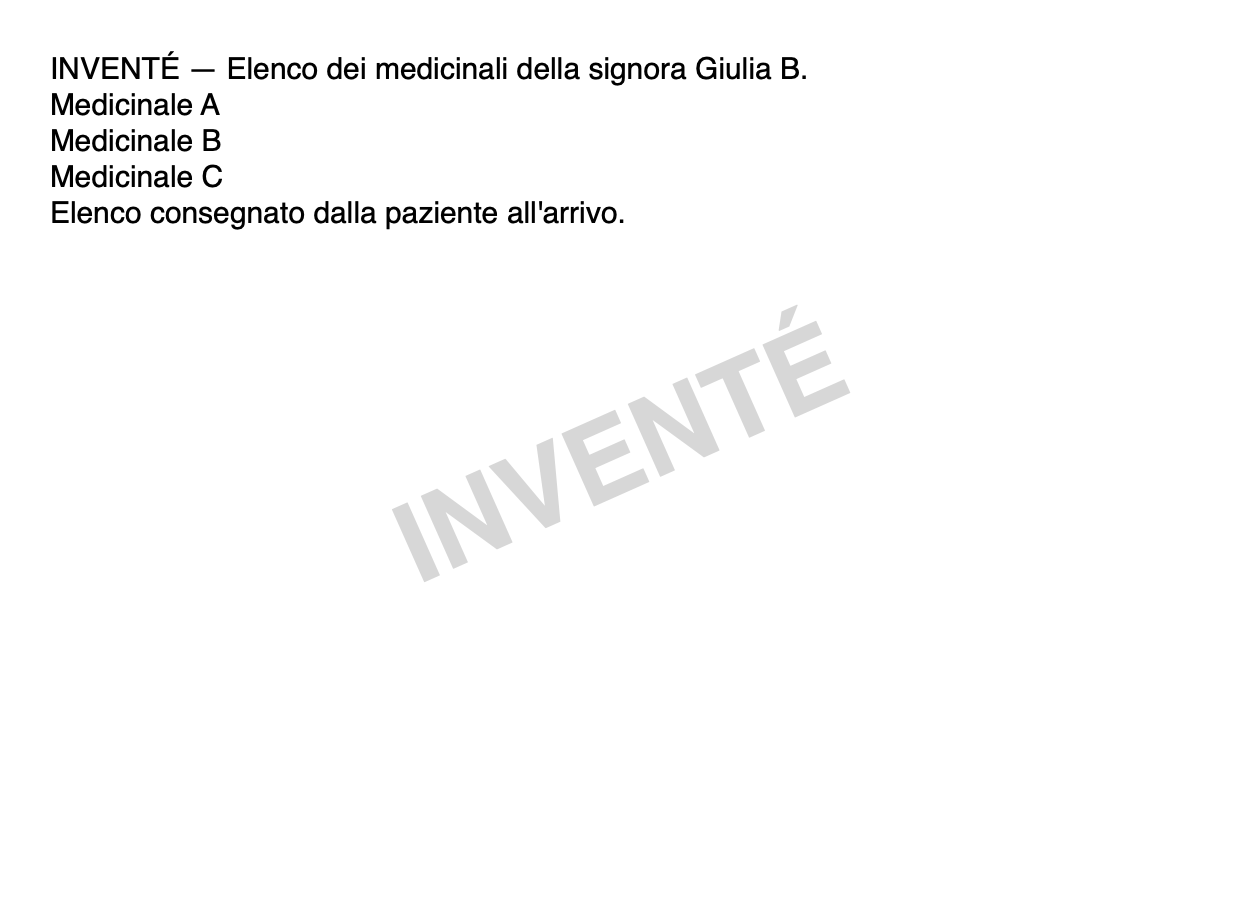 INVENTÉ — Elenco dei medicinali della signora Giulia B.
Medicinale A
Medicinale B
Medicinale C
Elenco consegnato dalla paziente all'arrivo.
INVENTÉ